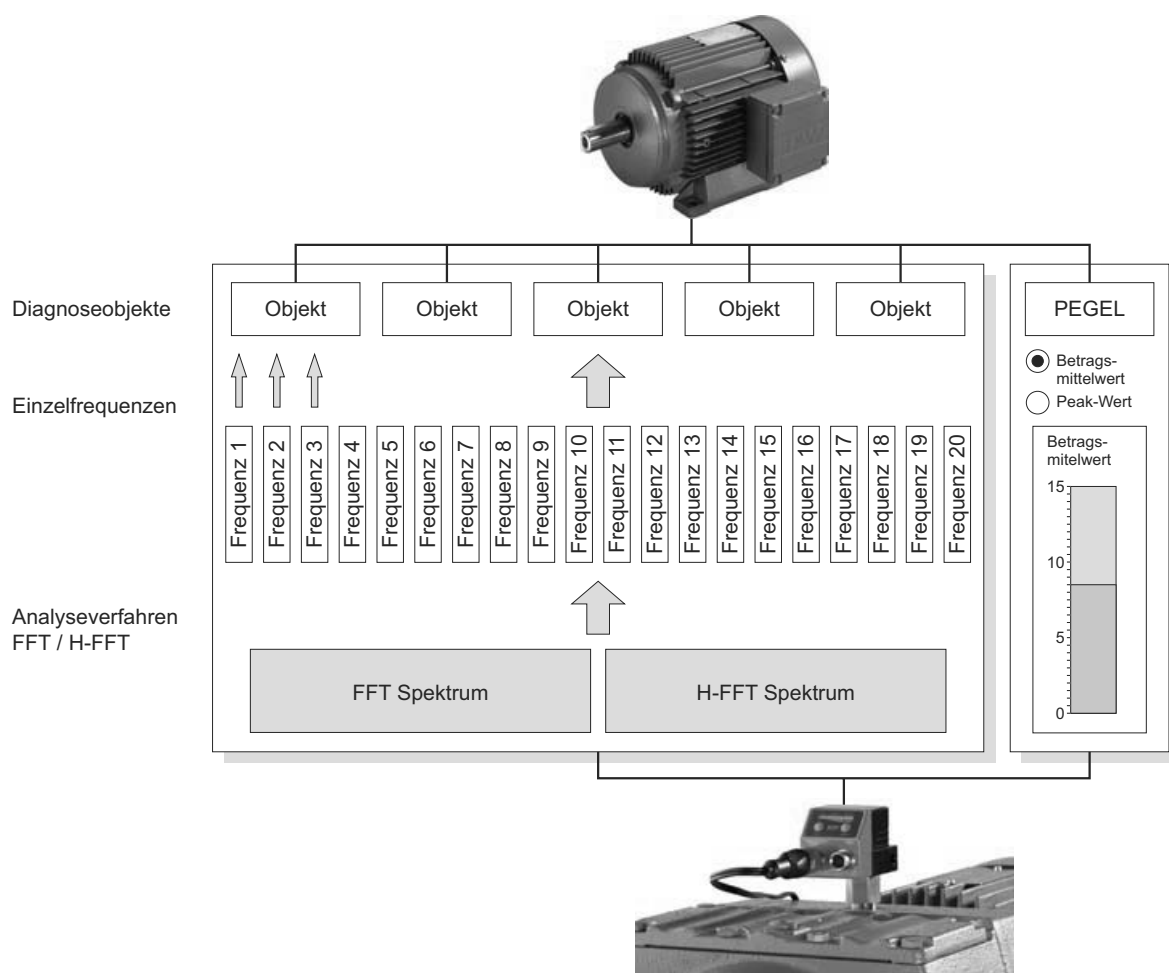 Diagnoseobjekte
Objekt
Objekt
Objekt
Objekt
Objekt
PEGEL
Betrags-
mittelwert
Peak-Wert
Einzelfrequenzen
Frequenz 1
Frequenz 2
Frequenz 3
Frequenz 4
Frequenz 5
Frequenz 6
Frequenz 7
Frequenz 8
Frequenz 9
Frequenz 10
Frequenz 11
Frequenz 12
Frequenz 13
Frequenz 14
Frequenz 15
Frequenz 16
Frequenz 17
Frequenz 18
Frequenz 19
Frequenz 20
Betrags-
mitelwert
15
10
5
0
Analyseverfahren
FFT / H-FFT
FFT Spektrum
H-FFT Spektrum